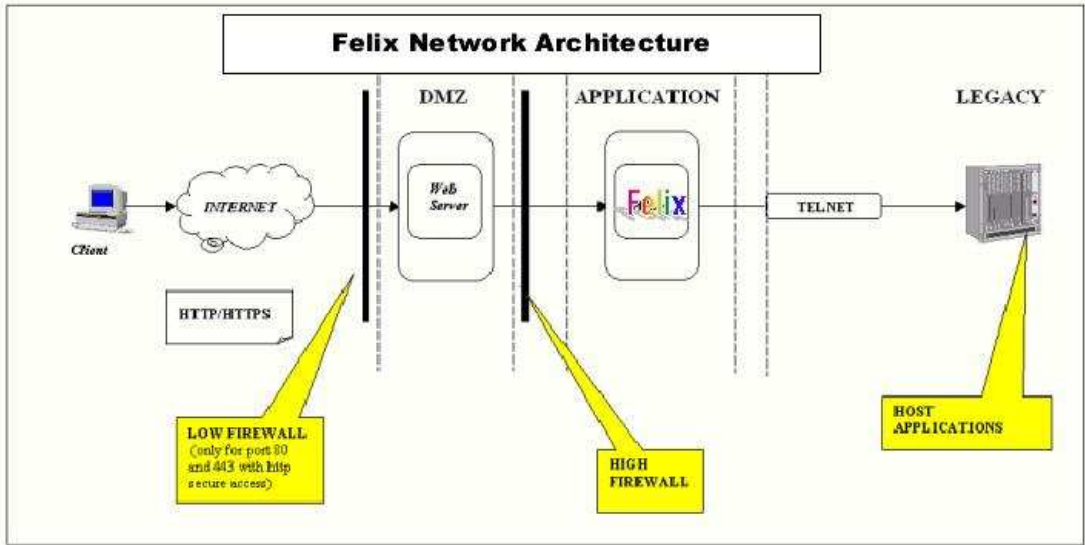 Felix Network Architecture
DMZ
APPLICATION
LEGACY
Client
INTERNET
Web
Server
Felix
TELNET
HTTP/HTTPS
LOW FIREWALL
(only for port 80
and 443 with http
secure access)
HIGH
FIREWALL
HOST
APPLICATIONS